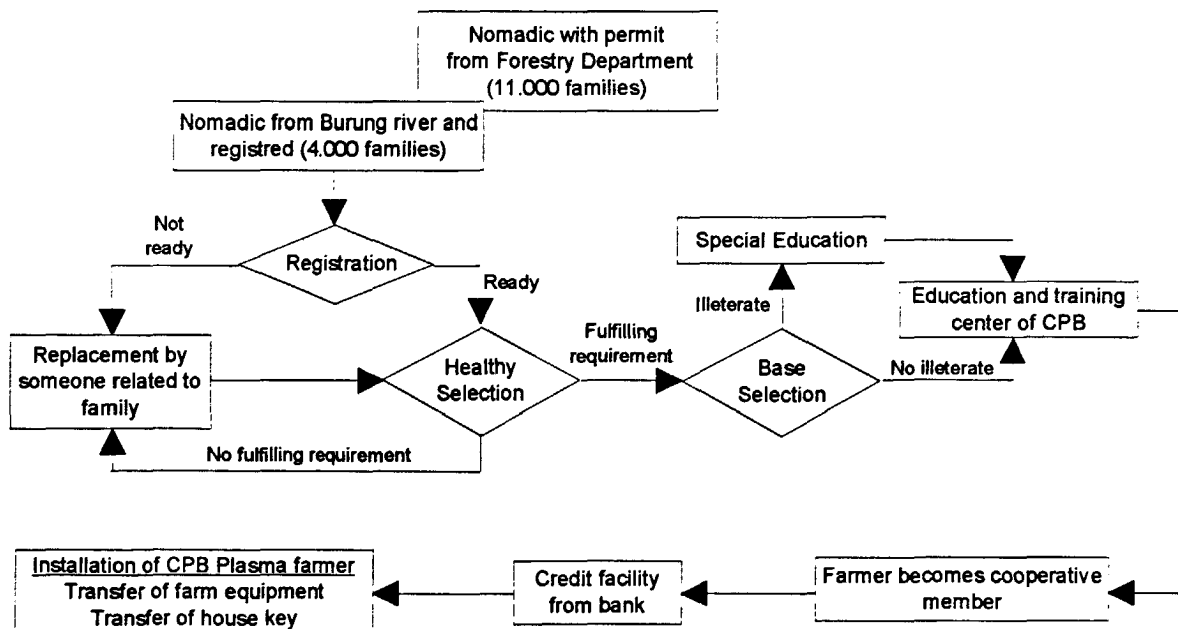 Nomadic with permit
from Forestry Department
(11.000 families)
Nomadic from Burung river and
registred (4.000 families)
Not
ready
Registration
Ready
Special Education
Illeterate
Education and training
center of CPB
Replacement by
someone related to
family
Healthy
Selection
Fulfilling
requirement
Base
Selection
No illeterate
No fulfilling requirement
Installation of CPB Plasma farmer
Transfer of farm equipment
Transfer of house key
Credit facility
from bank
Farmer becomes cooperative
member